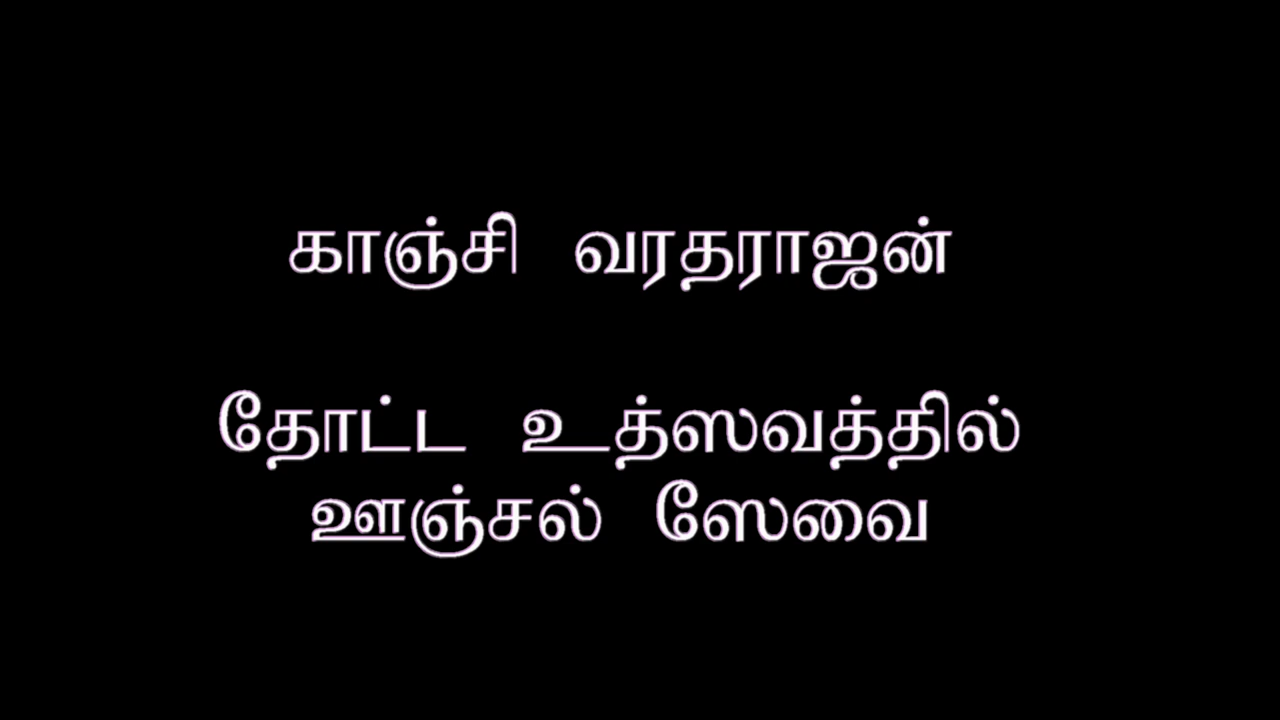 காஞ்சி வரதராஜன்
தோட்ட உத்ஸவத்தில்
ஊஞ்சல் ஸேவை